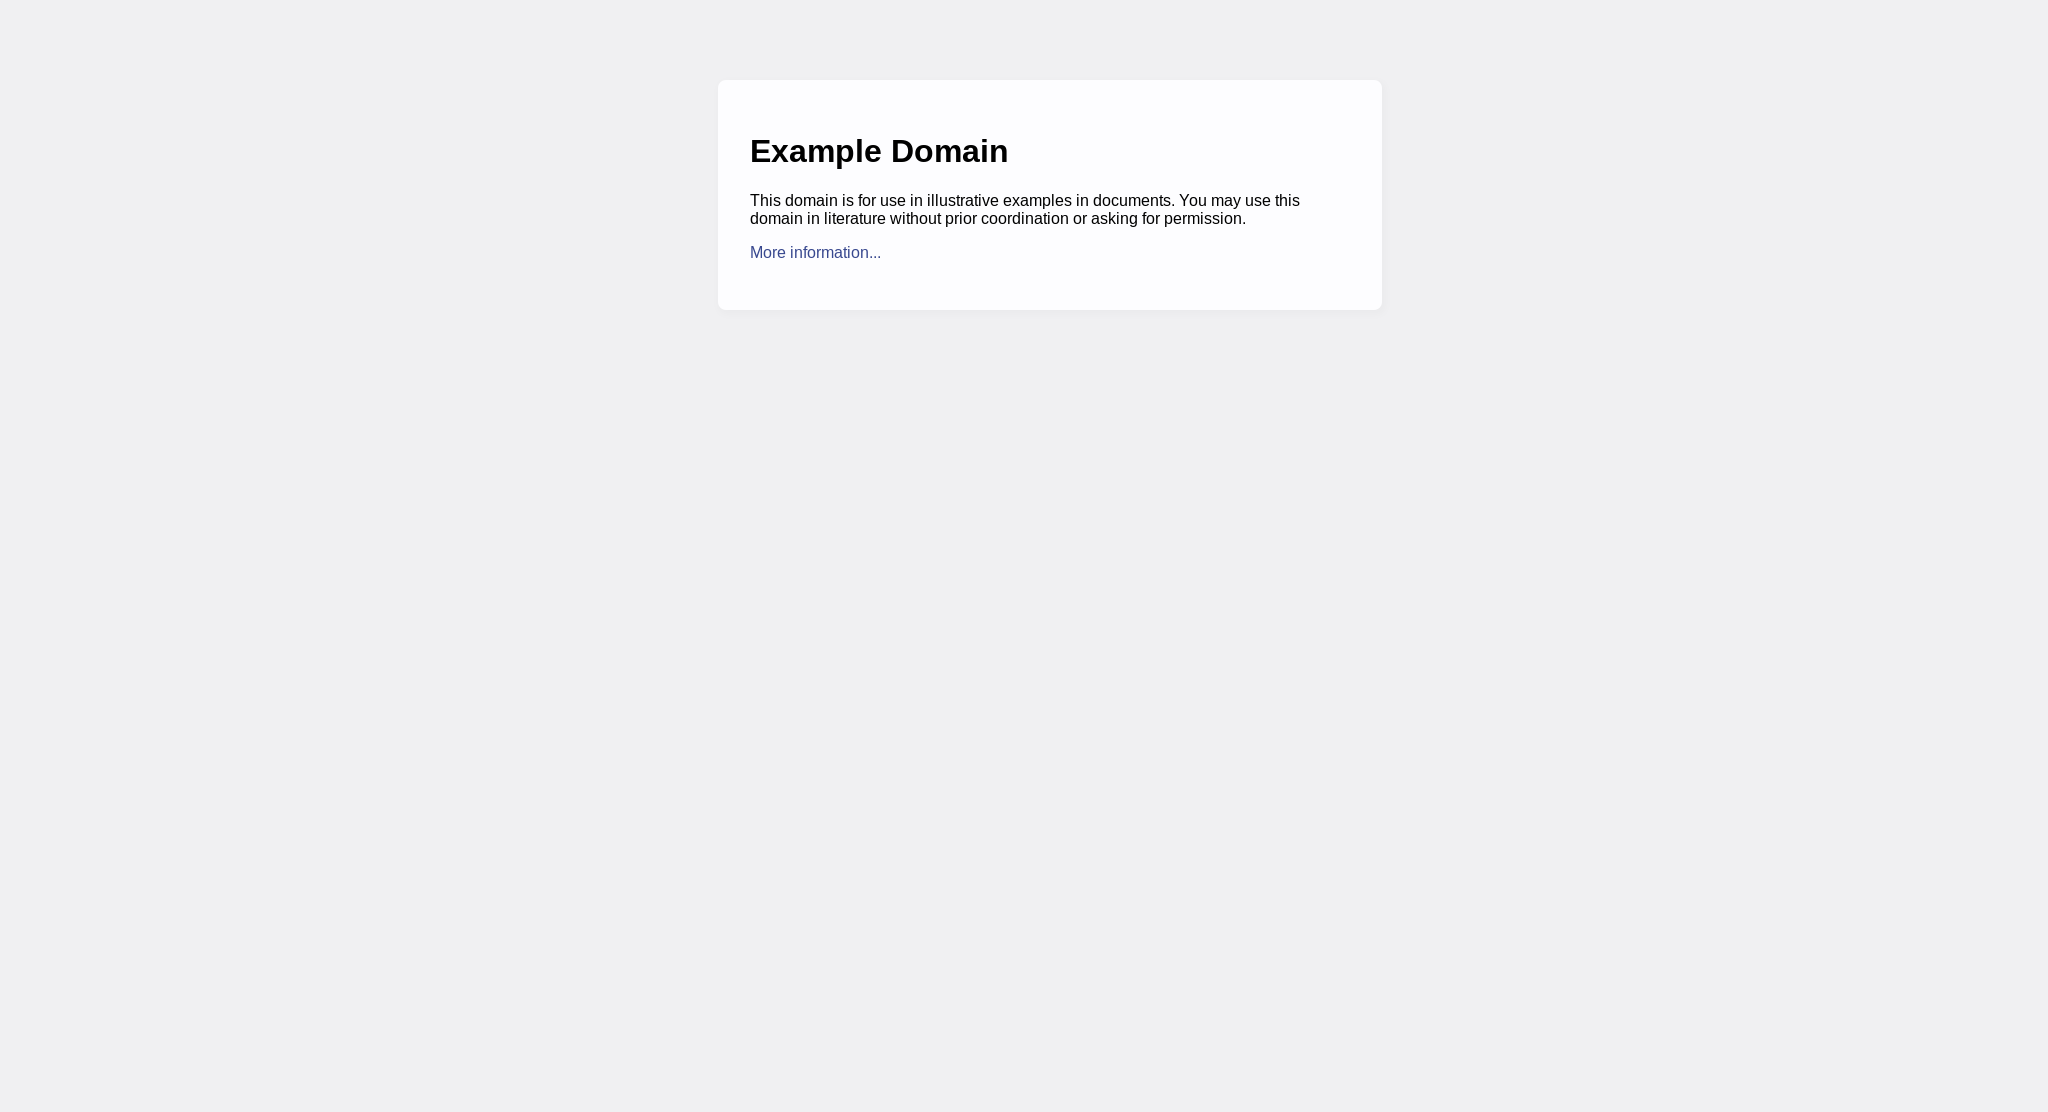 Example Domain
This domain is for use in illustrative examples in documents. You may use this
domain in literature without prior coordination or asking for permission.
More information...